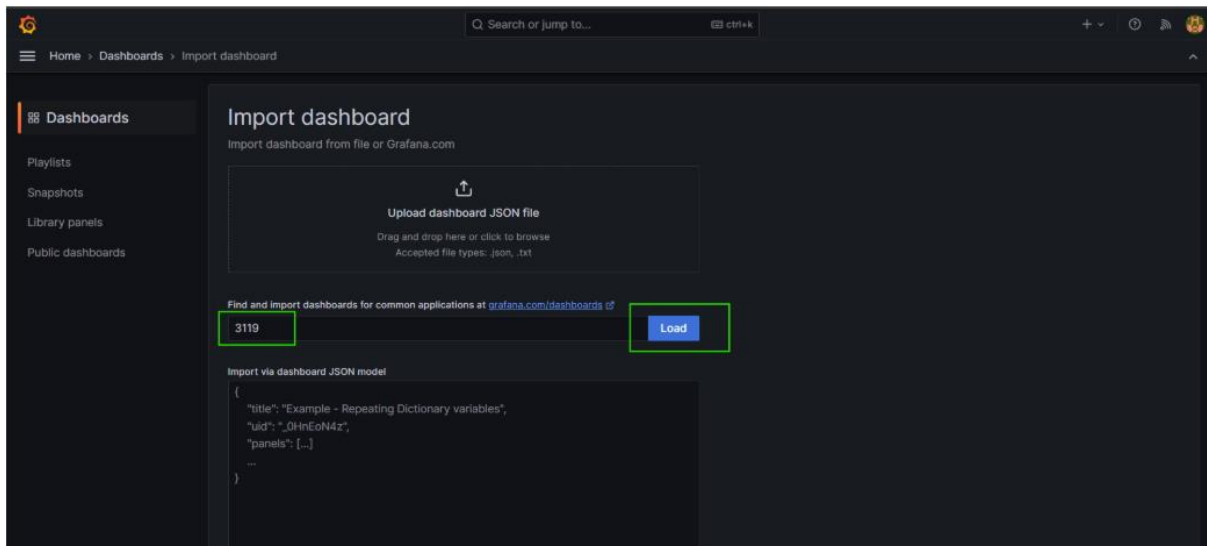 Search or jump to...
ctrl+k
Home > Dashboards > Import dashboard
Dashboards
Playlists
Snapshots
Library panels
Public dashboards
Import dashboard
Import dashboard from file or Grafana.com
Upload dashboard JSON file
Drag and drop here or click to browse
Accepted file types: .json, .txt
Find and import dashboards for common applications at grafana.com/dashboards
3119
Load
Import via dashboard JSON model
{
"title": "Example - Repeating Dictionary variables",
"uid": "_0HnEoN4z",
"panels": [...]
...
}